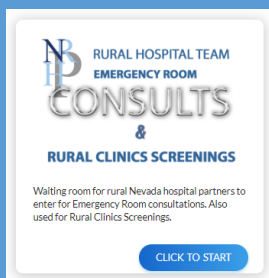 NBHP
RURAL HOSPITAL TEAM
EMERGENCY ROOM
CONSULTS
&
RURAL CLINICS SCREENINGS
Waiting room for rural Nevada hospital partners to
enter for Emergency Room consultations. Also
used for Rural Clinics Screenings.
CLICK TO START